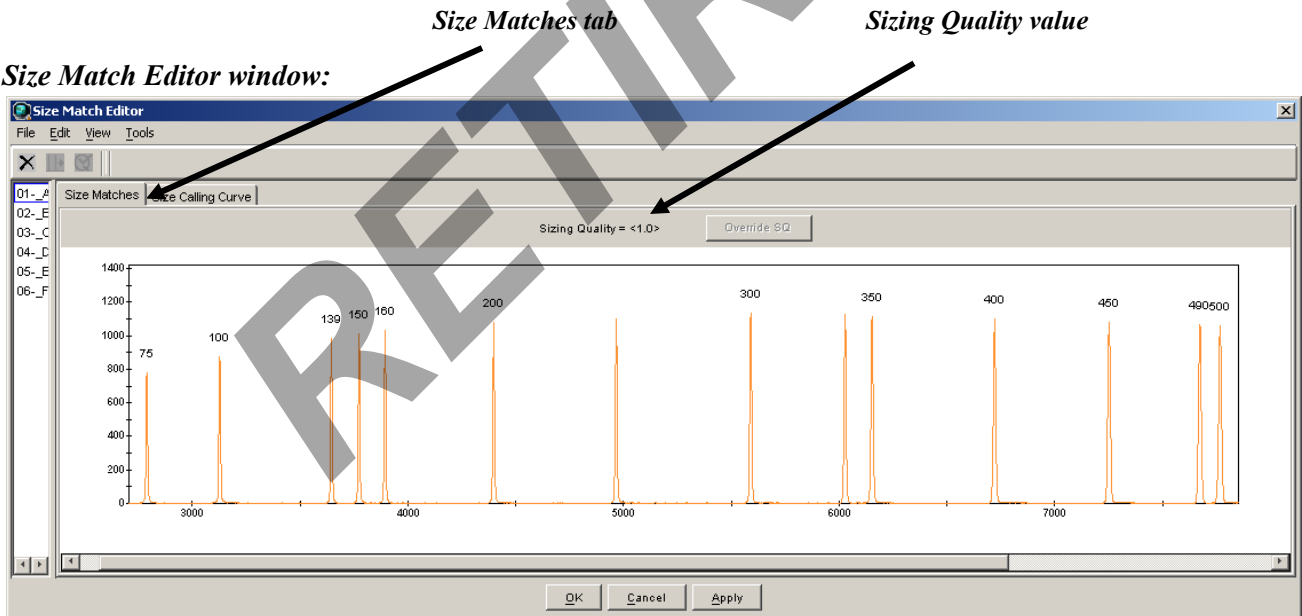 Size Matches tab Sizing Quality value
Size Match Editor window:
Size Match Editor
File Edit View Tools
Size Matches Size Calling Curve
Sizing Quality = <1.0> Override SQ
01-_A
02-_E
03-_C
04-_D
05-_E
06-_F
1400
1200
1000
800
600
400
200
0
75 100 139 150 160 200 300 350 400 450 490 500
3000 4000 5000 6000 7000
OK Cancel Apply